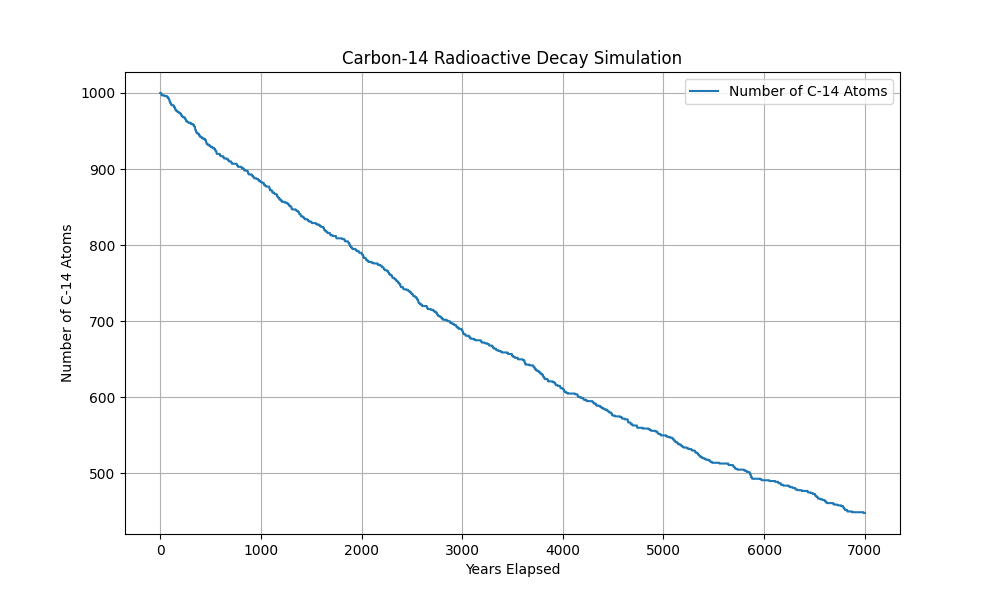 Carbon-14 Radioactive Decay Simulation
Number of C-14 Atoms
1000
900
800
700
600
500
Number of C-14 Atoms
0 1000 2000 3000 4000 5000 6000 7000
Years Elapsed